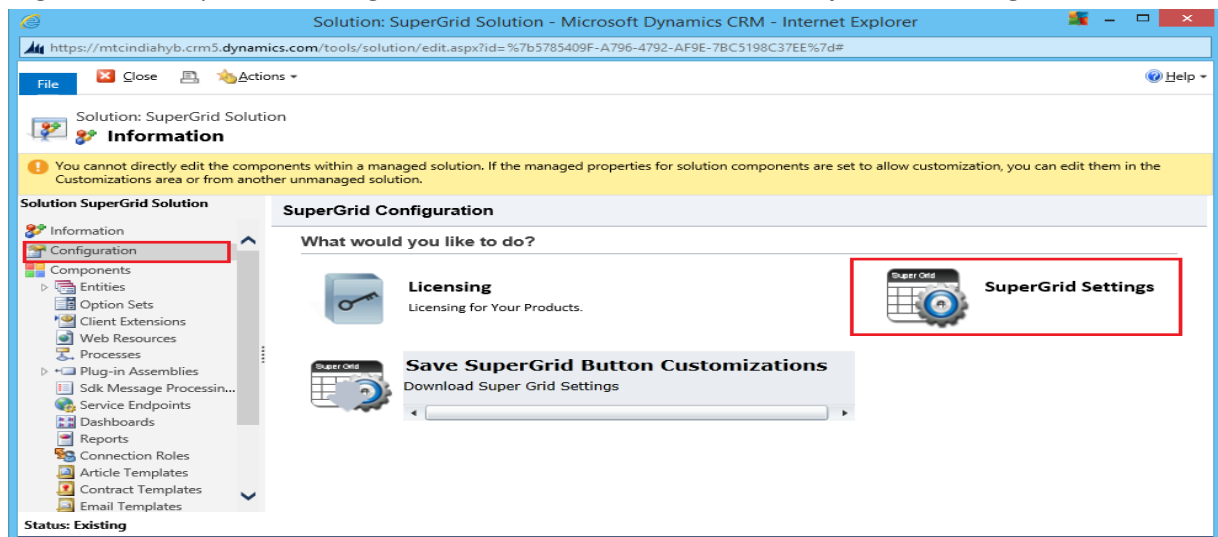 Solution: SuperGrid Solution - Microsoft Dynamics CRM - Internet Explorer
https://mtcindiahyb.crm5.dynamics.com/tools/solution/edit.aspx?id=%7b5785409F-A796-4792-AF9E-7BC5198C37EE%7d#
File Close Actions Help
Solution: SuperGrid Solution
Information
You cannot directly edit the components within a managed solution. If the managed properties for solution components are set to allow customization, you can edit them in the
Customizations area or from another unmanaged solution.
Solution SuperGrid Solution
Information
Configuration
Components
Entities
Option Sets
Client Extensions
Web Resources
Processes
Plug-in Assemblies
Sdk Message Processin...
Service Endpoints
Dashboards
Reports
Connection Roles
Article Templates
Contract Templates
Email Templates
Status: Existing
SuperGrid Configuration
What would you like to do?
Licensing
Licensing for Your Products.
Super Grid
SuperGrid Settings
Super Grid
Save SuperGrid Button Customizations
Download Super Grid Settings